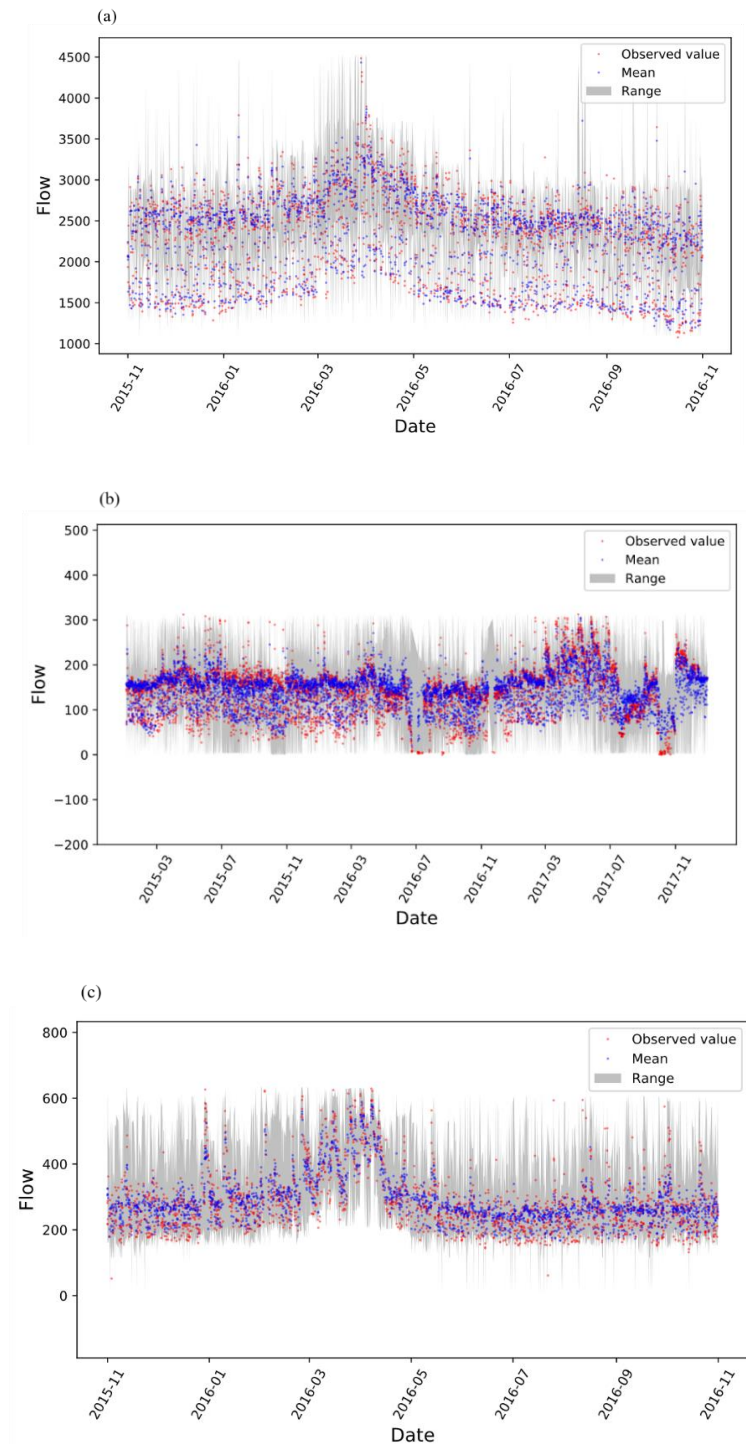 (a)
4500
4000
3500
3000
2500
2000
1500
1000
Flow
Observed value
Mean
Range
2015-11
2016-01
2016-03
2016-05
2016-07
2016-09
2016-11
Date
(b)
500
400
300
200
100
0
−100
−200
Flow
Observed value
Mean
Range
2015-03
2015-07
2015-11
2016-03
2016-07
2016-11
2017-03
2017-07
2017-11
Date
(c)
800
600
400
200
0
Flow
Observed value
Mean
Range
2015-11
2016-01
2016-03
2016-05
2016-07
2016-09
2016-11
Date